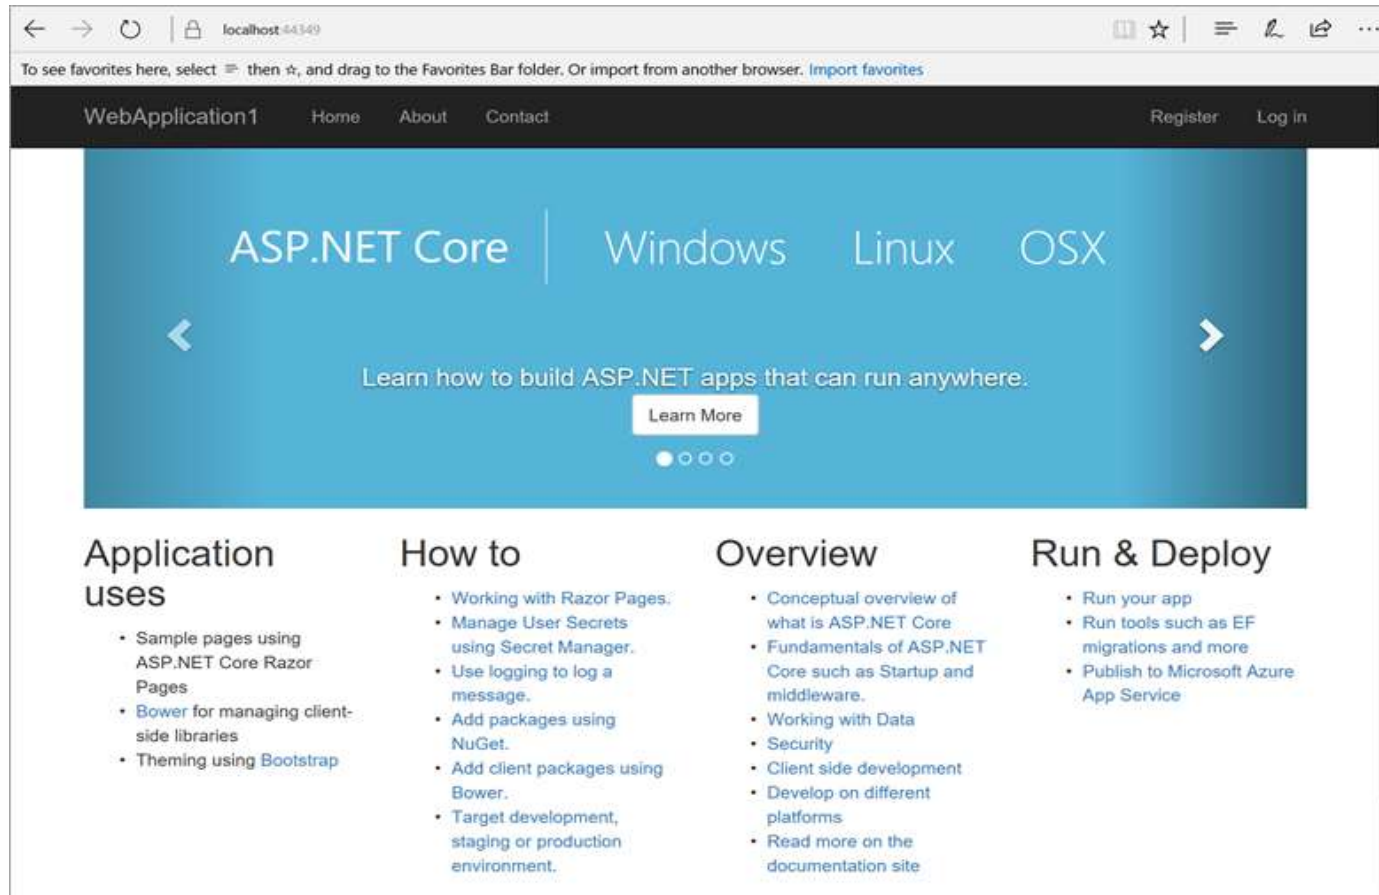 localhost:44349
To see favorites here, select then , and drag to the Favorites Bar folder. Or import from another browser. Import favorites
WebApplication1 Home About Contact Register Log in
ASP.NET Core Windows Linux OSX
Learn how to build ASP.NET apps that can run anywhere.
Learn More
Application
uses
• Sample pages using
ASP.NET Core Razor
Pages
• Bower for managing client-
side libraries
• Theming using Bootstrap
How to
• Working with Razor Pages.
• Manage User Secrets
using Secret Manager.
• Use logging to log a
message.
• Add packages using
NuGet.
• Add client packages using
Bower.
• Target development,
staging or production
environment.
Overview
• Conceptual overview of
what is ASP.NET Core
• Fundamentals of ASP.NET
Core such as Startup and
middleware.
• Working with Data
• Security
• Client side development
• Develop on different
platforms
• Read more on the
documentation site
Run & Deploy
• Run your app
• Run tools such as EF
migrations and more
• Publish to Microsoft Azure
App Service